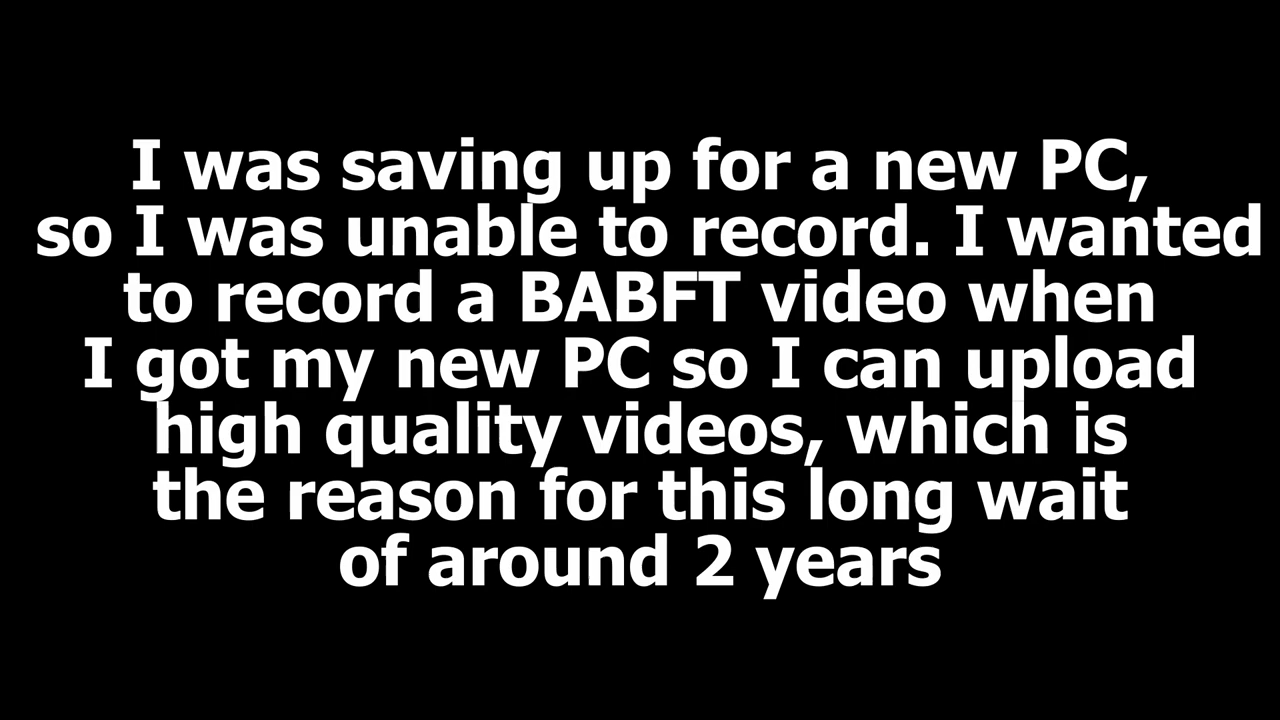 I was saving up for a new PC,
so I was unable to record. I wanted
to record a BABFT video when
I got my new PC so I can upload
high quality videos, which is
the reason for this long wait
of around 2 years